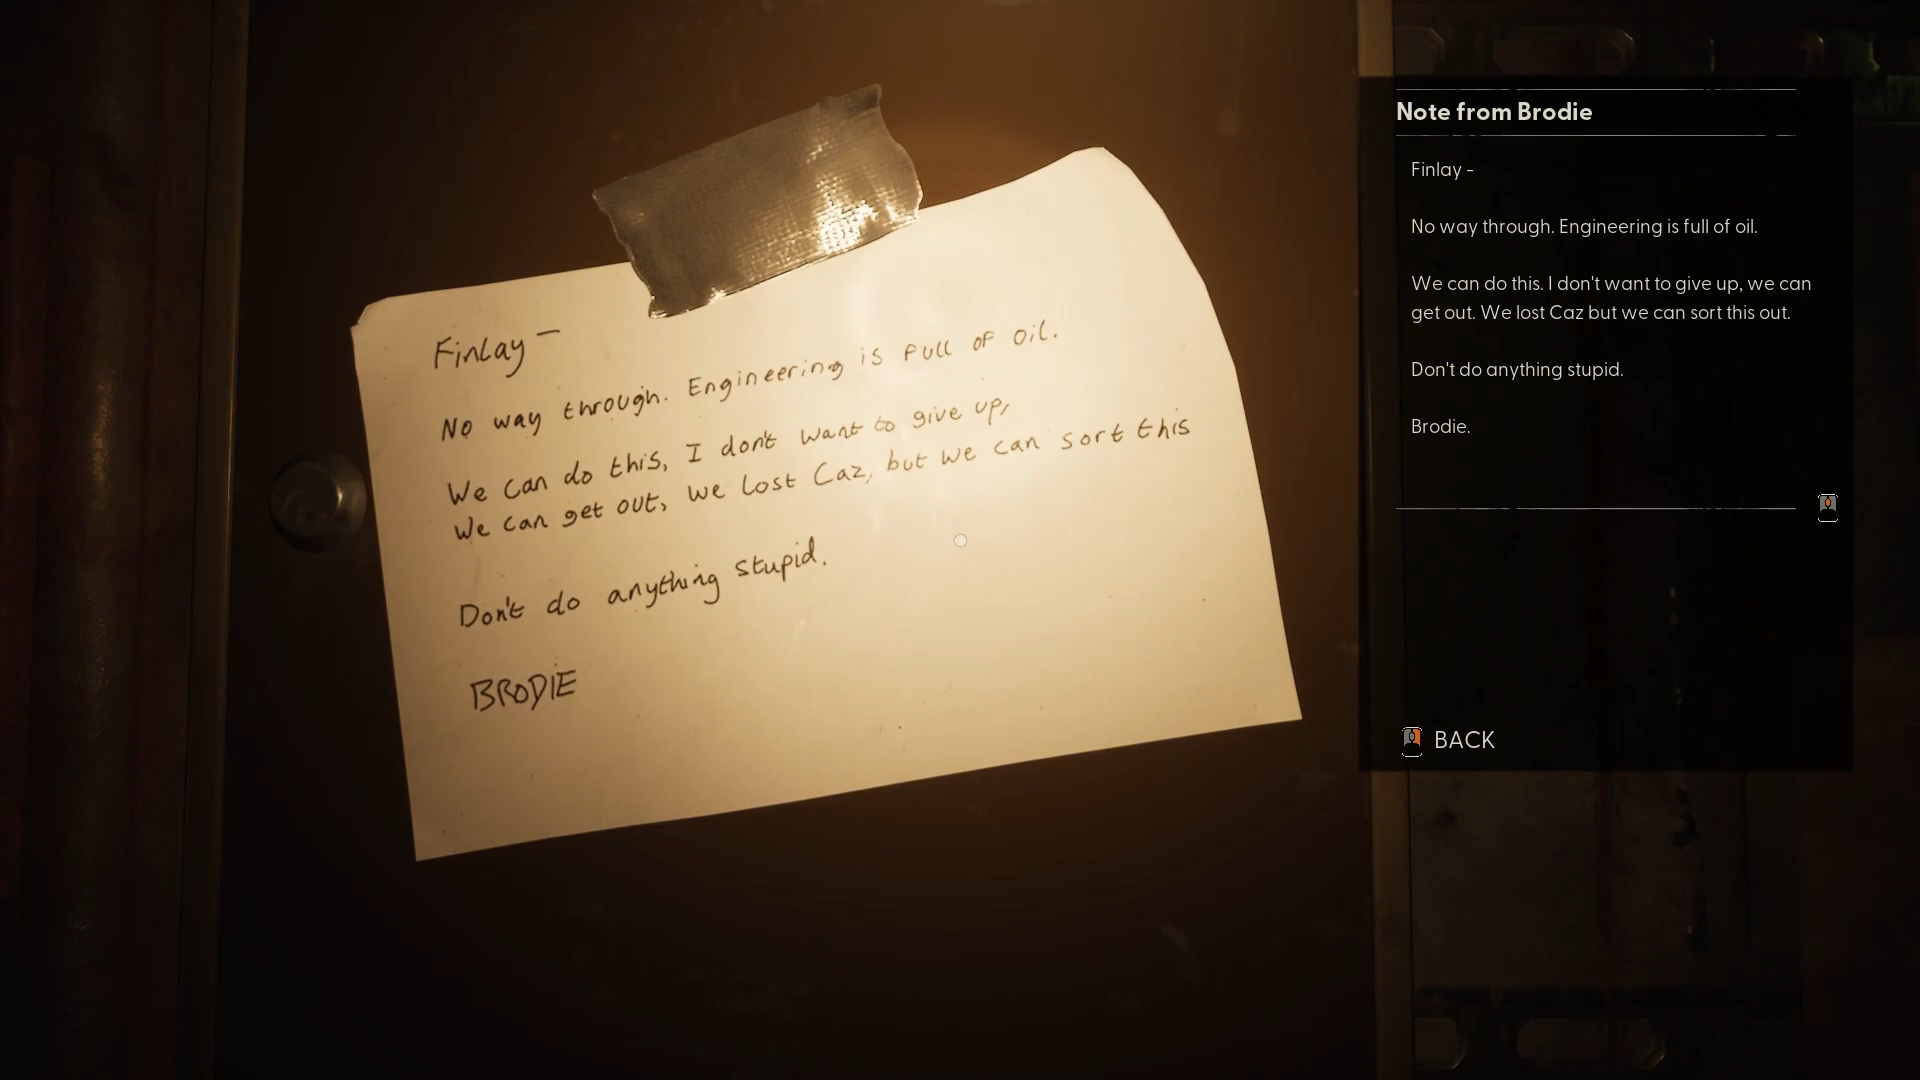 Finlay -
No way through. Engineering is full of oil.
We can do this, I don't want to give up,
We can get out, we lost Caz, but we can sort this
Don't do anything stupid.
BRODIE
Note from Brodie
Finlay -
No way through. Engineering is full of oil.
We can do this. I don't want to give up, we can
get out. We lost Caz but we can sort this out.
Don't do anything stupid.
Brodie.
BACK